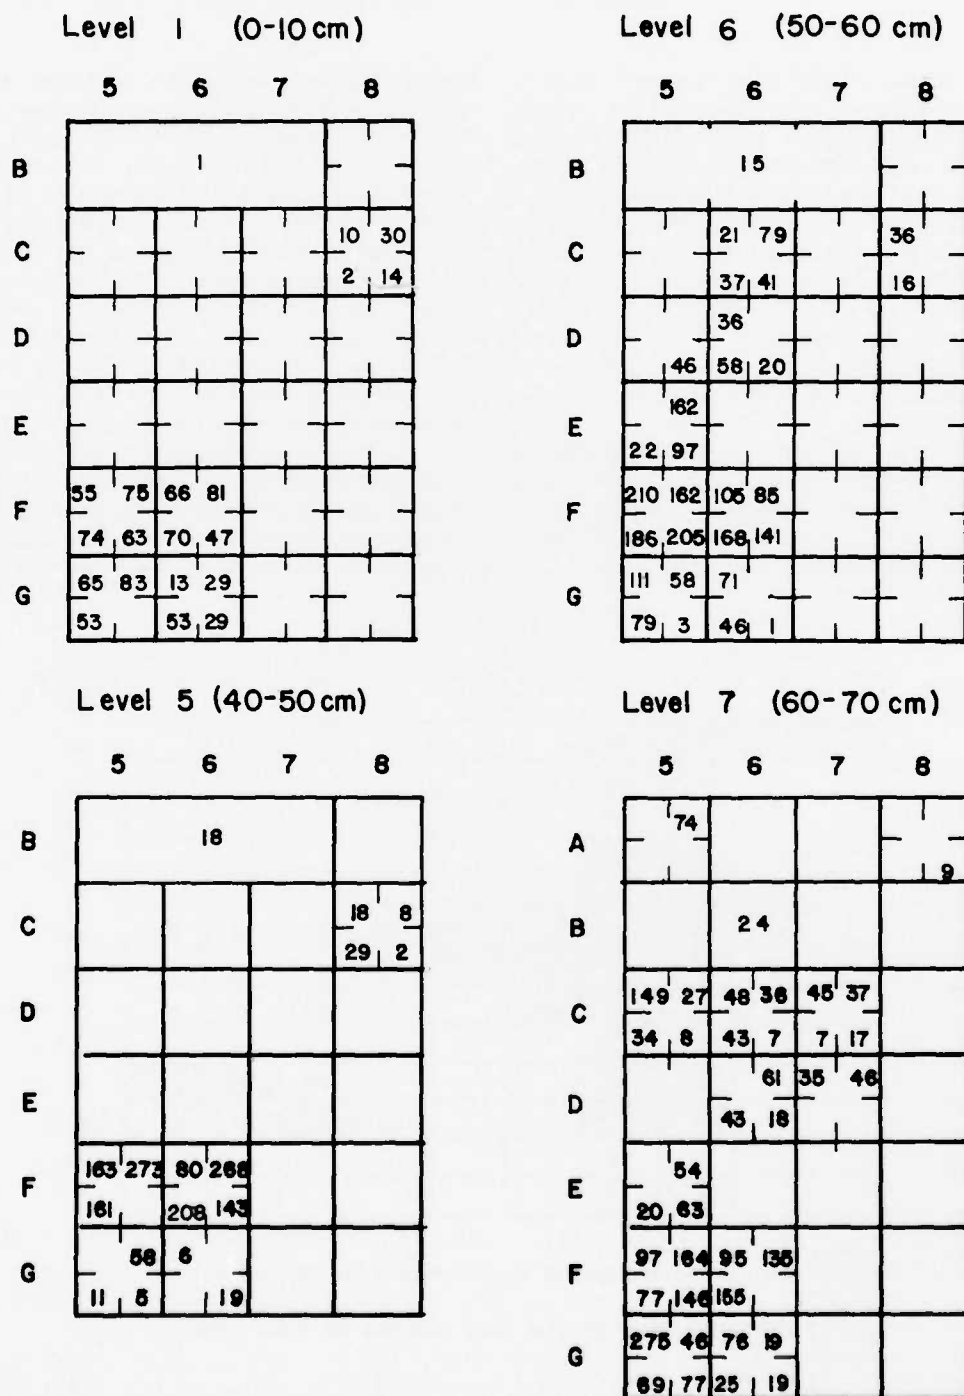 Level 1 (0-10 cm)
5 6 7 8
B 1
C 10 30
2 14
D
E
F 55 75 66 81
74 63 70 47
G 65 83 13 29
53 53 29
Level 6 (50-60 cm)
5 6 7 8
B 15
C 21 79 36
37 41 16
D 36
46 58 20
E 162
22 97
F 210 162 105 85
186 205 168 141
G 111 58 71
79 3 46 1
Level 5 (40-50 cm)
5 6 7 8
B 18
C 18 8
29 2
D
E
F 163 273 80 268
161 208 143
G 58 6
11 5 19
Level 7 (60-70 cm)
5 6 7 8
A 74
9
B 24
C 149 27 48 36 45 37
34 8 43 7 7 17
D 61 35 46
43 18
E 54
20 63
F 97 164 95 135
77 146 155
G 275 46 76 19
69 77 25 19